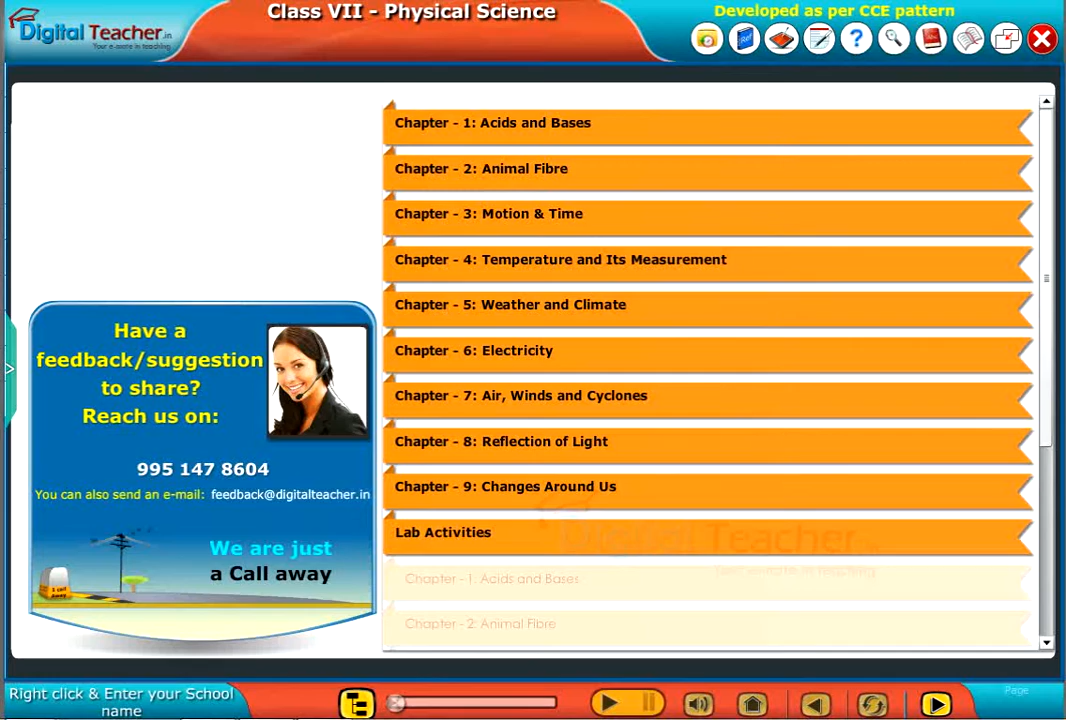 Class VII - Physical Science
Developed as per CCE pattern
Digital Teacher.in
Your e-mate in teaching
Chapter - 1: Acids and Bases
Chapter - 2: Animal Fibre
Chapter - 3: Motion & Time
Chapter - 4: Temperature and Its Measurement
Chapter - 5: Weather and Climate
Chapter - 6: Electricity
Chapter - 7: Air, Winds and Cyclones
Chapter - 8: Reflection of Light
Chapter - 9: Changes Around Us
Lab Activities
Chapter - 1: Acids and Bases
Chapter - 2: Animal Fibre
Digital Teacher.in
Have a
feedback/suggestion
to share?
Reach us on:
995 147 8604
You can also send an e-mail: feedback@digitalteacher.in
We are just
a Call away
Right click & Enter your School
name
Page